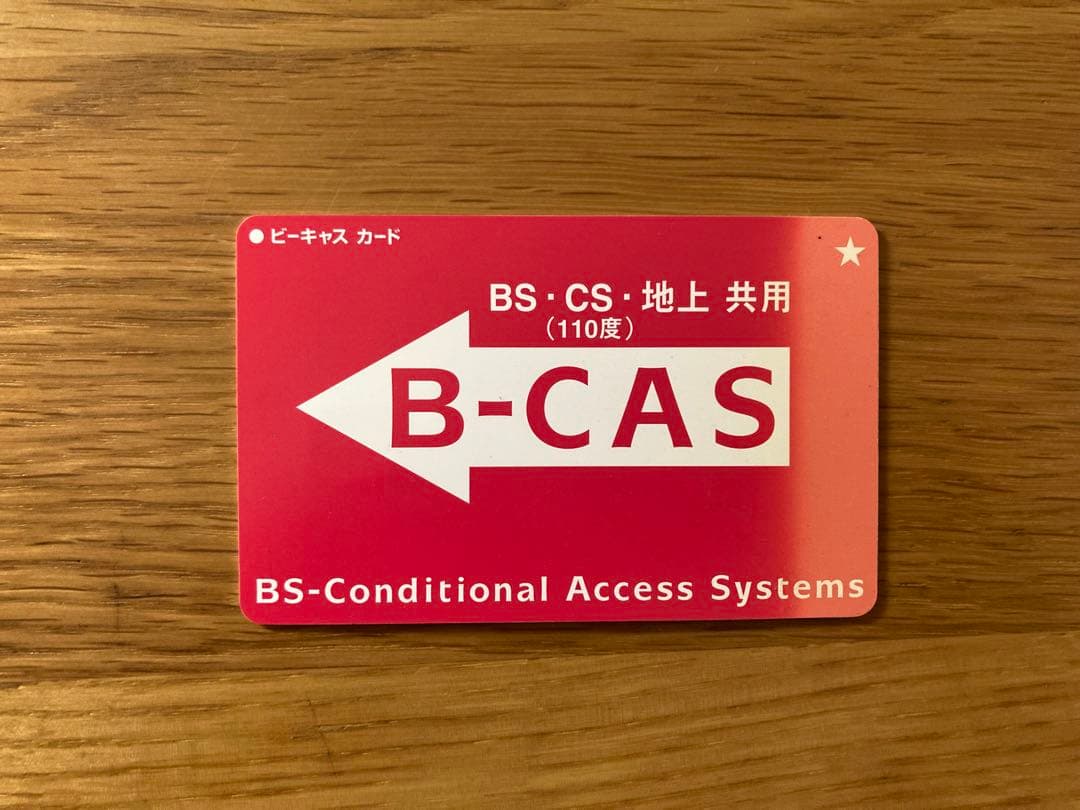 ●ビーキャス カード
★
BS・CS・地上 共用
（110度）
B-CAS
BS-Conditional Access Systems